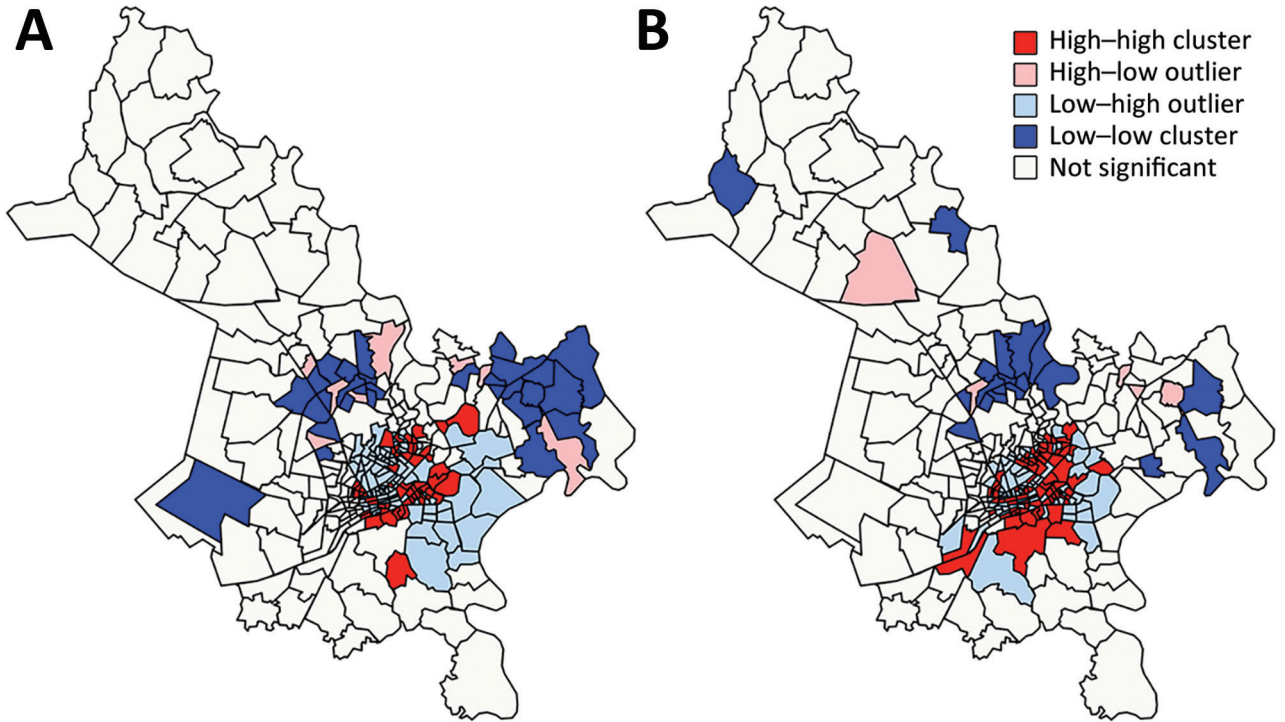 A
B
High–high cluster
High–low outlier
Low–high outlier
Low–low cluster
Not significant